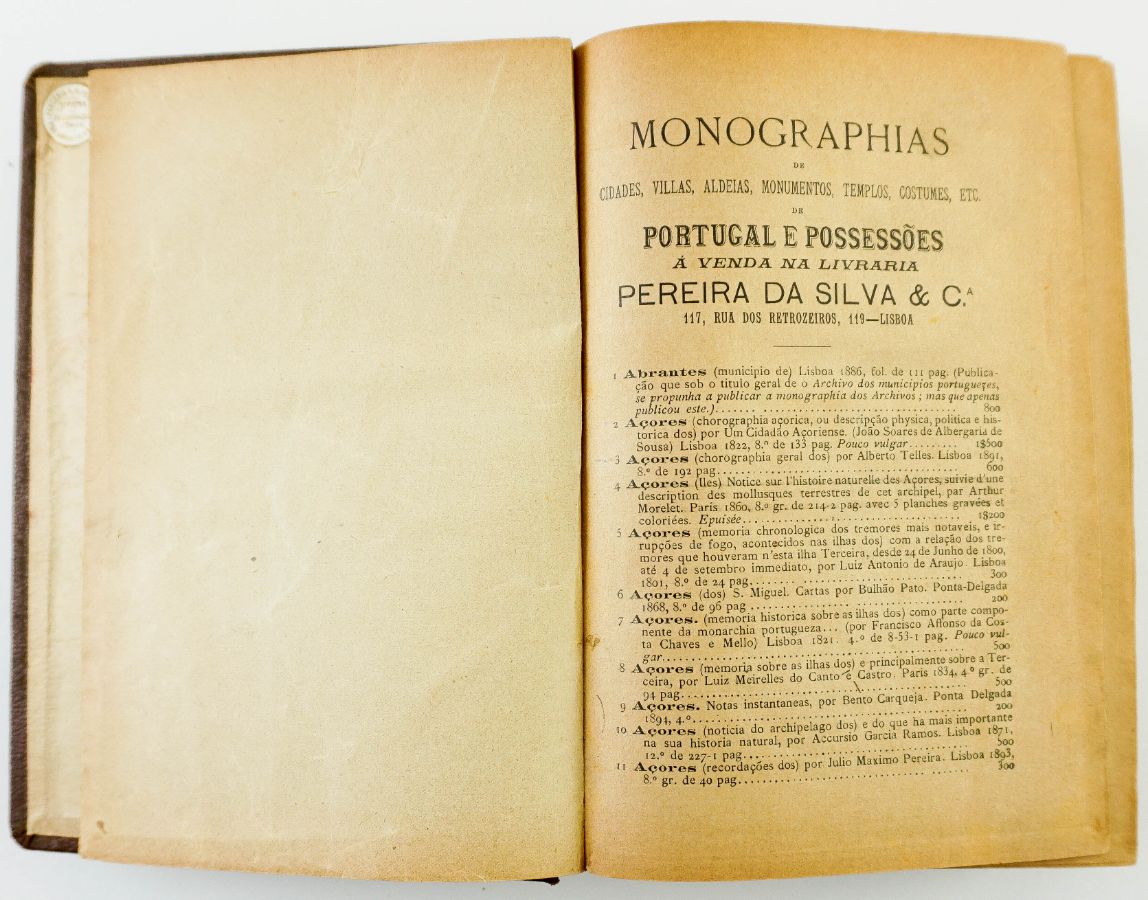 MONOGRAPHIAS
DE
CIDADES, VILLAS, ALDEIAS, MONUMENTOS, TEMPLOS, COSTUMES, ETC.
DE
PORTUGAL E POSSESSÕES
Á VENDA NA LIVRARIA
PEREIRA DA SILVA & C.ᴬ
117, RUA DOS RETROZEIROS, 119—LISBOA
1 Abrantes (municipio de) Lisboa 1886, fol. de 111 pag. (Publica-
ção que sob o titulo geral de o Archivo dos municipios portuguezes,
se propunha a publicar a monographia dos Archivos ; mas que apenas
publicou este.)....... .................................. 800
2 Açores (chorographia açorica, ou descripção physica, politica e his-
torica dos) por Um Cidadão Açoriense. (João Soares de Albergaria de
Sousa) Lisboa 1822, 8.º de 133 pag. Pouco vulgar......... 1$500
3 Açores (chorographia geral dos) por Alberto Telles. Lisboa 1891,
8.º de 192 pag.......................................... 600
4 Açores (Iles) Notice sur l'histoire naturelle des Açores, suivie d'une
description des mollusques terrestres de cet archipel, par Arthur
Morelet. Paris 1860, 8.º gr. de 214-2 pag. avec 5 planches gravées et
coloriées. Epuisée....................................... 1$200
5 Açores (memoria chronologica dos tremores mais notaveis, e ir-
rupções de fogo, acontecidos nas ilhas dos) com a relação dos tre-
mores que houveram n'esta ilha Terceira, desde 24 de Junho de 1800,
até 4 de setembro immediato, por Luiz Antonio de Araujo. Lisboa
1801, 8.º de 24 pag........ ............................. 300
6 Açores (dos) S. Miguel. Cartas por Bulhão Pato. Ponta-Delgada
1868, 8.º de 96 pag ............... ..................... 200
7 Açores. (memoria historica sobre as ilhas dos) como parte compo-
nente da monarchia portugueza... (por Francisco Affonso da Cos-
ta Chaves e Mello) Lisboa 1821. 4.º de 8-53-1 pag. Pouco vul-
gar...................................................... 500
8 Açores (memoria sobre as ilhas dos) e principalmente sobre a Ter-
ceira, por Luiz Meirelles do Canto e Castro. Paris 1834, 4.º gr. de
94 pag................................................... 500
9 Açores. Notas instantaneas, por Bento Carqueja. Ponta Delgada
1894, 4.º................................................ 200
10 Açores (noticia do archipelago dos) e do que ha mais importante
na sua historia natural, por Accursio Garcia Ramos. Lisboa 1871,
12.º de 227-1 pag........................................ 500
11 Açores (recordações dos) por Julio Maximo Pereira. Lisboa 1893,
8.º gr. de 40 pag............................ ....... 300